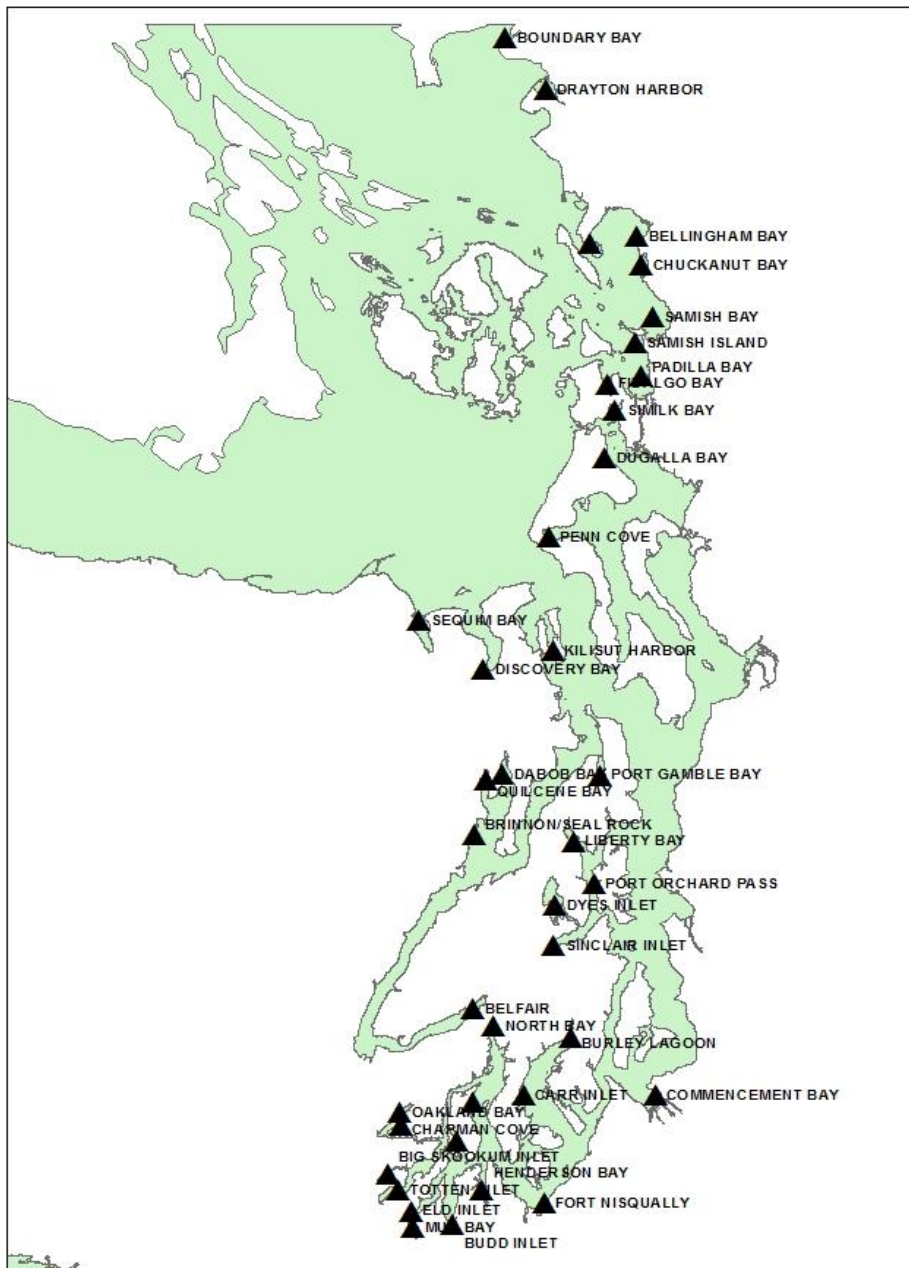 BOUNDARY BAY
DRAYTON HARBOR
BELLINGHAM BAY
CHUCKANUT BAY
SAMISH BAY
SAMISH ISLAND
PADILLA BAY
FIDALGO BAY
SIMILK BAY
DUGALLA BAY
PENN COVE
SEQUIM BAY
KILISUT HARBOR
DISCOVERY BAY
DABOB BAY
PORT GAMBLE BAY
QUILCENE BAY
BRINNON/SEAL ROCK
LIBERTY BAY
PORT ORCHARD PASS
DYES INLET
SINCLAIR INLET
BELFAIR
NORTH BAY
BURLEY LAGOON
CARR INLET
COMMENCEMENT BAY
OAKLAND BAY
CHAPMAN COVE
BIG SKOOKUM INLET
HENDERSON BAY
TOTTEN INLET
FORT NISQUALLY
ELD INLET
MUD BAY
BUDD INLET